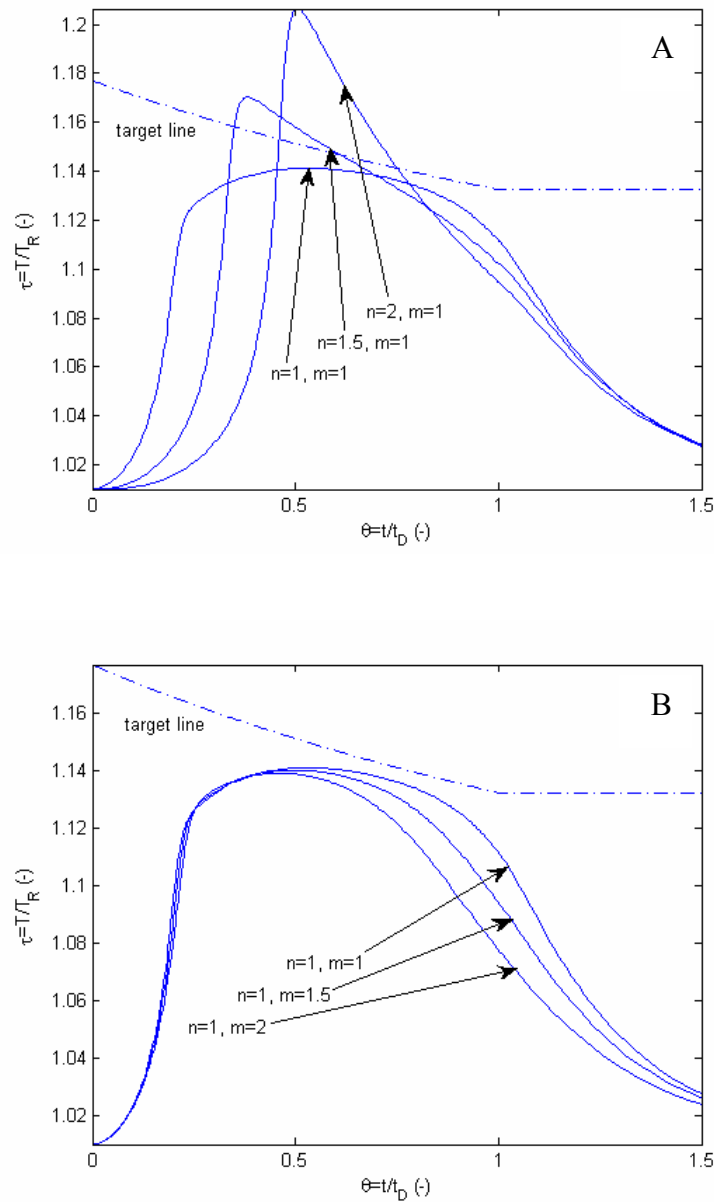 A
1.2
1.18
1.16
1.14
1.12
1.1
1.08
1.06
1.04
1.02
τ=T/T_R (-)
target line
n=2, m=1
n=1.5, m=1
n=1, m=1
0
0.5
1
1.5
θ=t/t_D (-)
B
1.16
1.14
1.12
1.1
1.08
1.06
1.04
1.02
τ=T/T_R (-)
target line
n=1, m=1
n=1, m=1.5
n=1, m=2
0
0.5
1
1.5
θ=t/t_D (-)